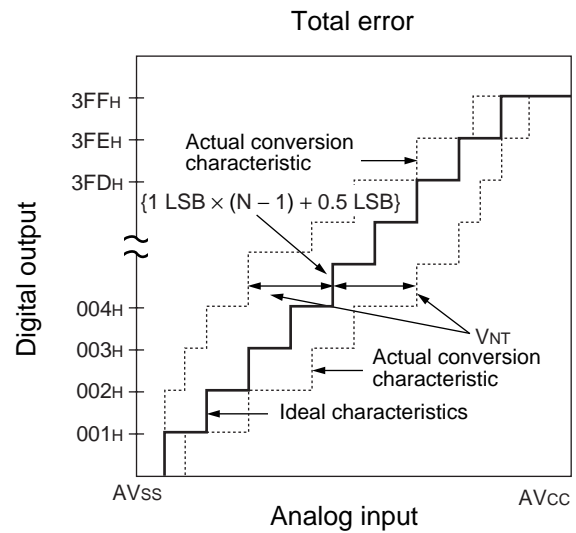 Total error
3FFH
3FEH
3FDH
004H
003H
002H
001H
Digital output
Actual conversion
characteristic
{1 LSB × (N − 1) + 0.5 LSB}
VNT
Actual conversion
characteristic
Ideal characteristics
AVSS
AVCC
Analog input